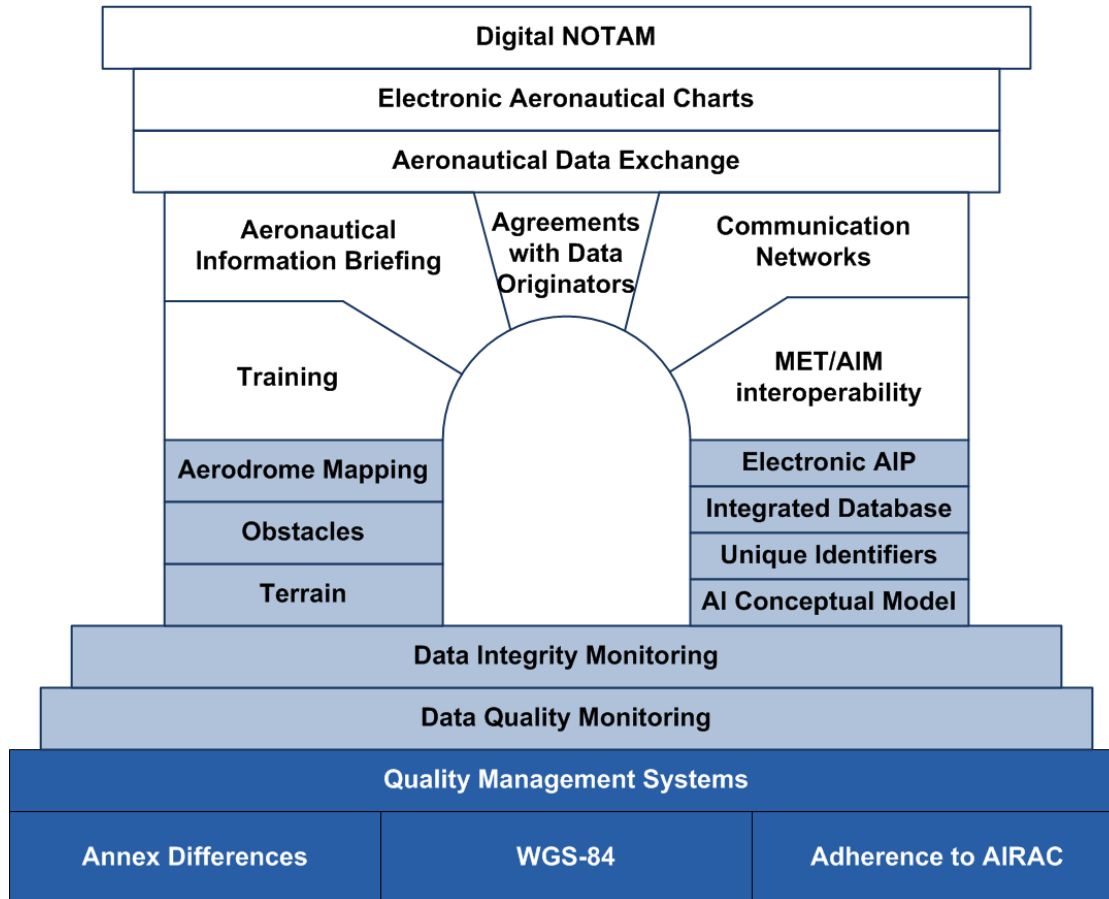 Digital NOTAM
Electronic Aeronautical Charts
Aeronautical Data Exchange
Aeronautical
Information Briefing
Agreements
with Data
Originators
Communication
Networks
Training
MET/AIM
interoperability
Aerodrome Mapping
Obstacles
Terrain
Electronic AIP
Integrated Database
Unique Identifiers
AI Conceptual Model
Data Integrity Monitoring
Data Quality Monitoring
Quality Management Systems
Annex Differences
WGS-84
Adherence to AIRAC